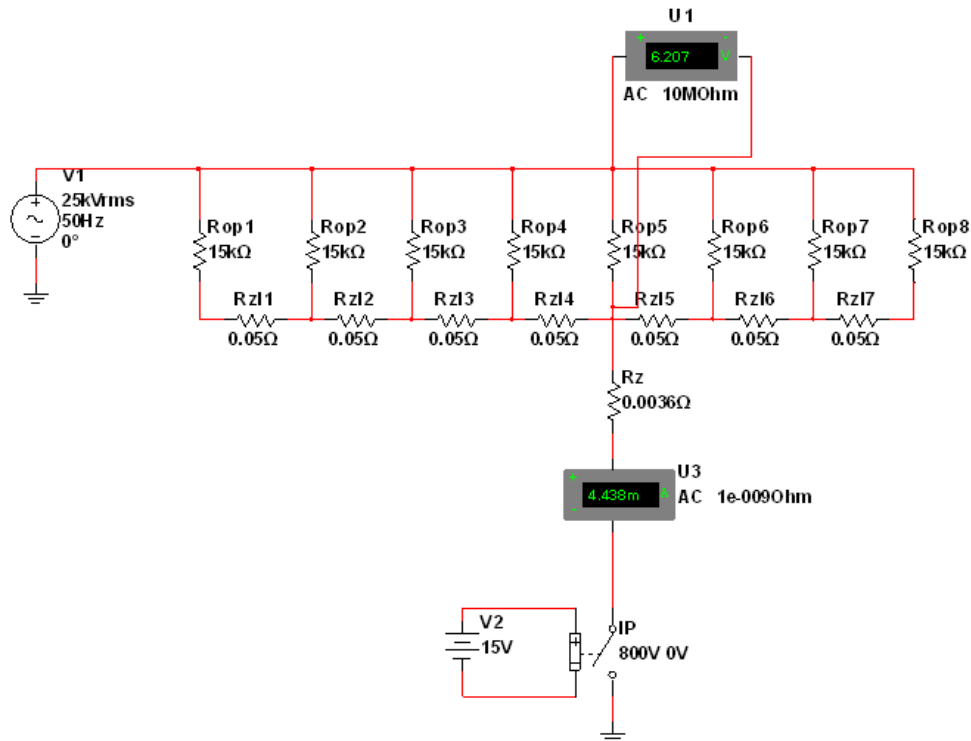 U1
+ -
6.207 V
AC 10MOhm
V1
25kVrms
50Hz
0°
Rop1
15kΩ
Rop2
15kΩ
Rop3
15kΩ
Rop4
15kΩ
Rop5
15kΩ
Rop6
15kΩ
Rop7
15kΩ
Rop8
15kΩ
Rzl1
0.05Ω
Rzl2
0.05Ω
Rzl3
0.05Ω
Rzl4
0.05Ω
Rzl5
0.05Ω
Rzl6
0.05Ω
Rzl7
0.05Ω
Rz
0.0036Ω
U3
+
4.438m A
-
AC 1e-009Ohm
V2
15V
IP
800V 0V